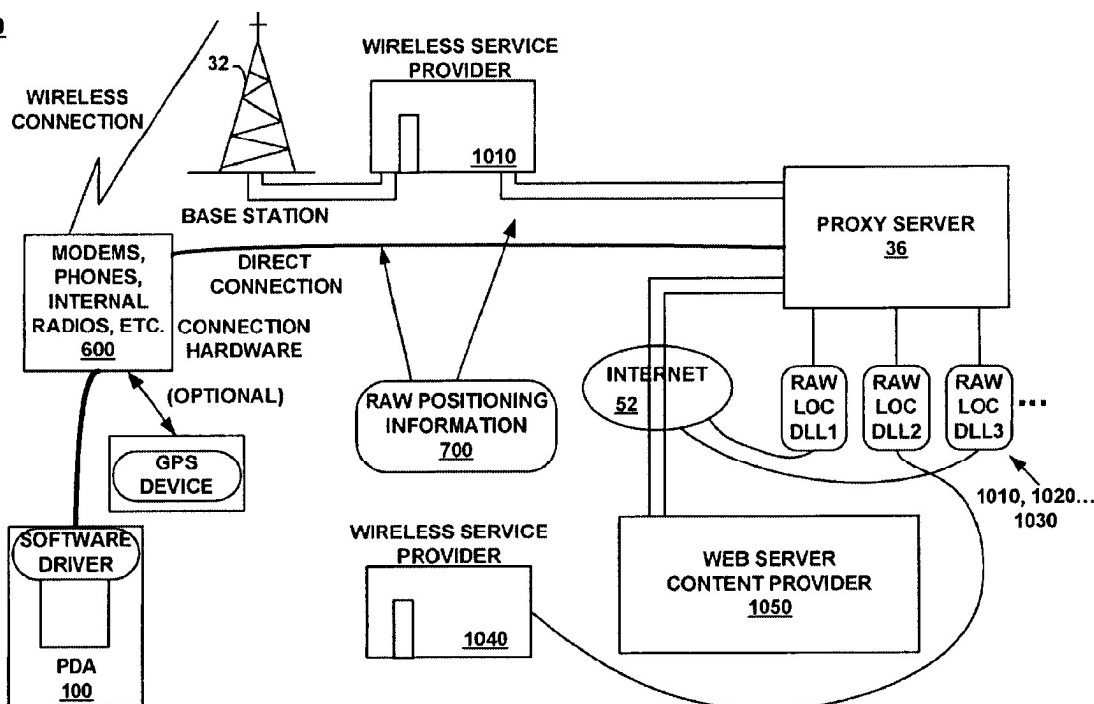 32
WIRELESS SERVICE
PROVIDER
1010
WIRELESS
CONNECTION
BASE STATION
PROXY SERVER
36
MODEMS,
PHONES,
INTERNAL
RADIOS, ETC.
600
DIRECT
CONNECTION
CONNECTION
HARDWARE
(OPTIONAL)
GPS
DEVICE
RAW POSITIONING
INFORMATION
700
INTERNET
52
RAW
LOC
DLL1
RAW
LOC
DLL2
RAW
LOC
DLL3
...
1010, 1020...
1030
SOFTWARE
DRIVER
PDA
100
WIRELESS SERVICE
PROVIDER
1040
WEB SERVER
CONTENT PROVIDER
1050